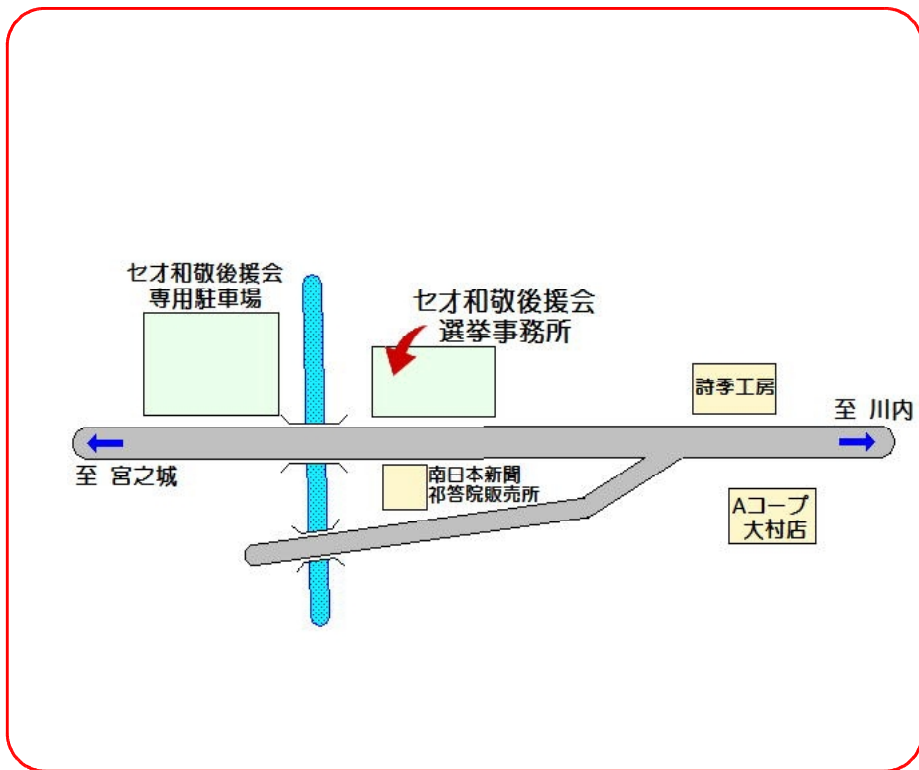 セオ和敬後援会
専用駐車場
セオ和敬後援会
選挙事務所
詩季工房
至 川内
至 宮之城
南日本新聞
祁答院販売所
Aコープ
大村店